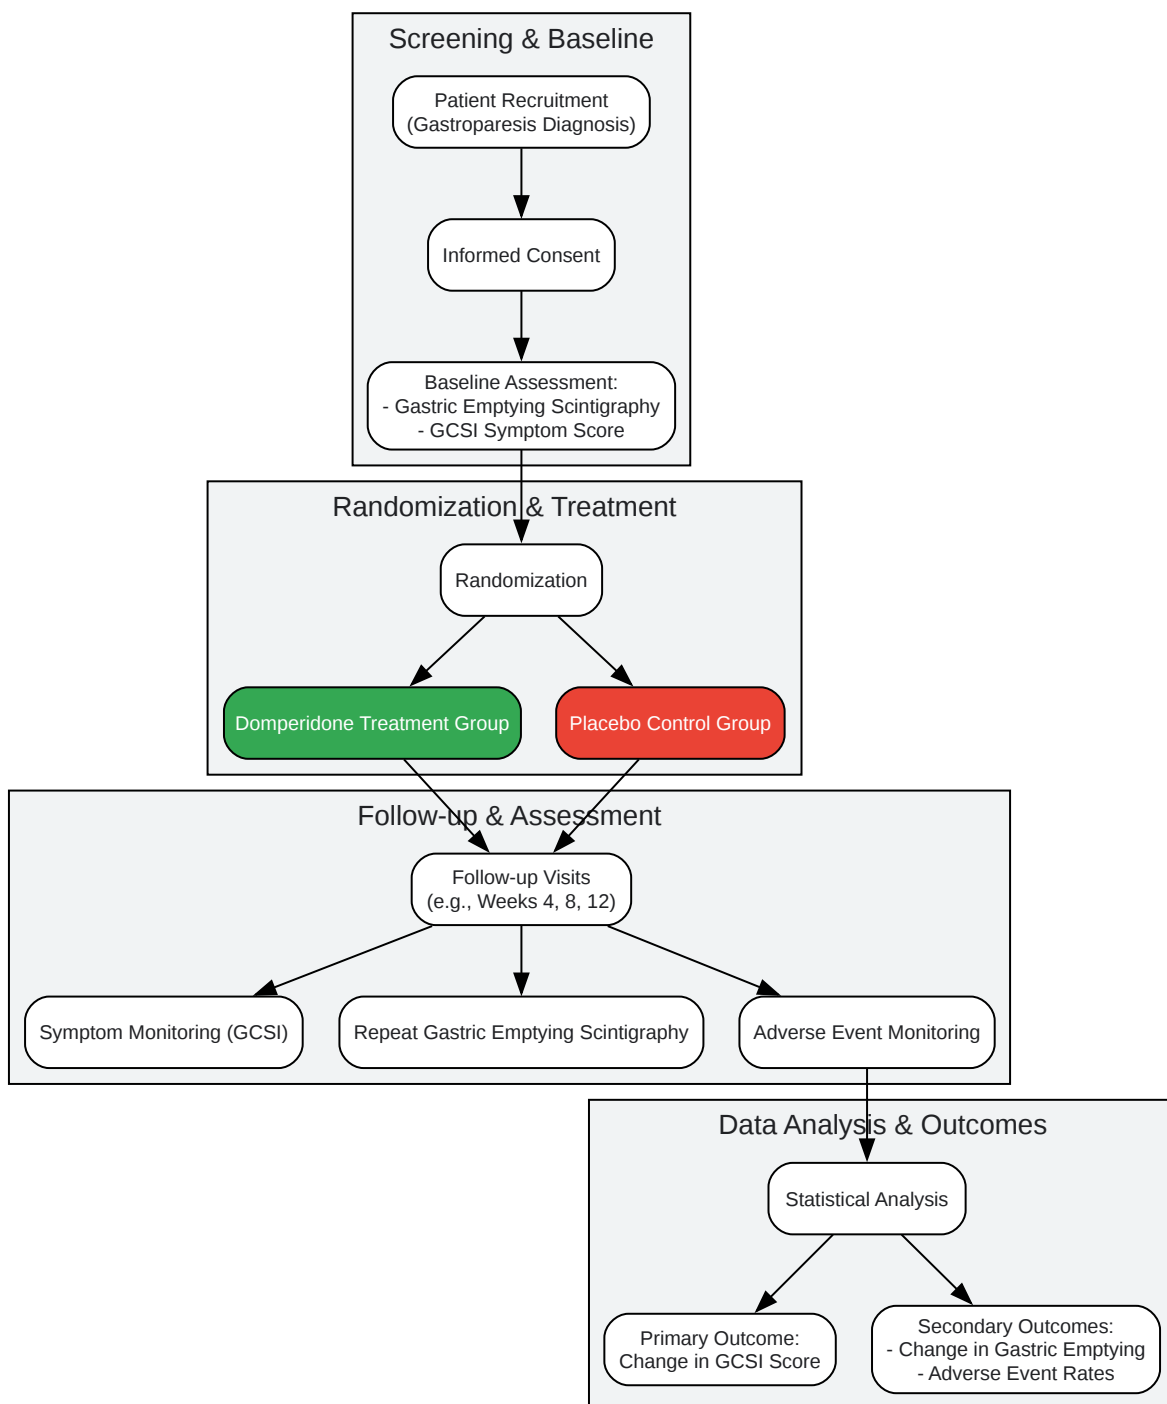 Screening & Baseline
Patient Recruitment
(Gastroparesis Diagnosis)
Informed Consent
Baseline Assessment:
- Gastric Emptying Scintigraphy
- GCSI Symptom Score
Randomization & Treatment
Randomization
Domperidone Treatment Group
Placebo Control Group
Follow-up & Assessment
Follow-up Visits
(e.g., Weeks 4, 8, 12)
Symptom Monitoring (GCSI)
Repeat Gastric Emptying Scintigraphy
Adverse Event Monitoring
Data Analysis & Outcomes
Statistical Analysis
Primary Outcome:
Change in GCSI Score
Secondary Outcomes:
- Change in Gastric Emptying
- Adverse Event Rates